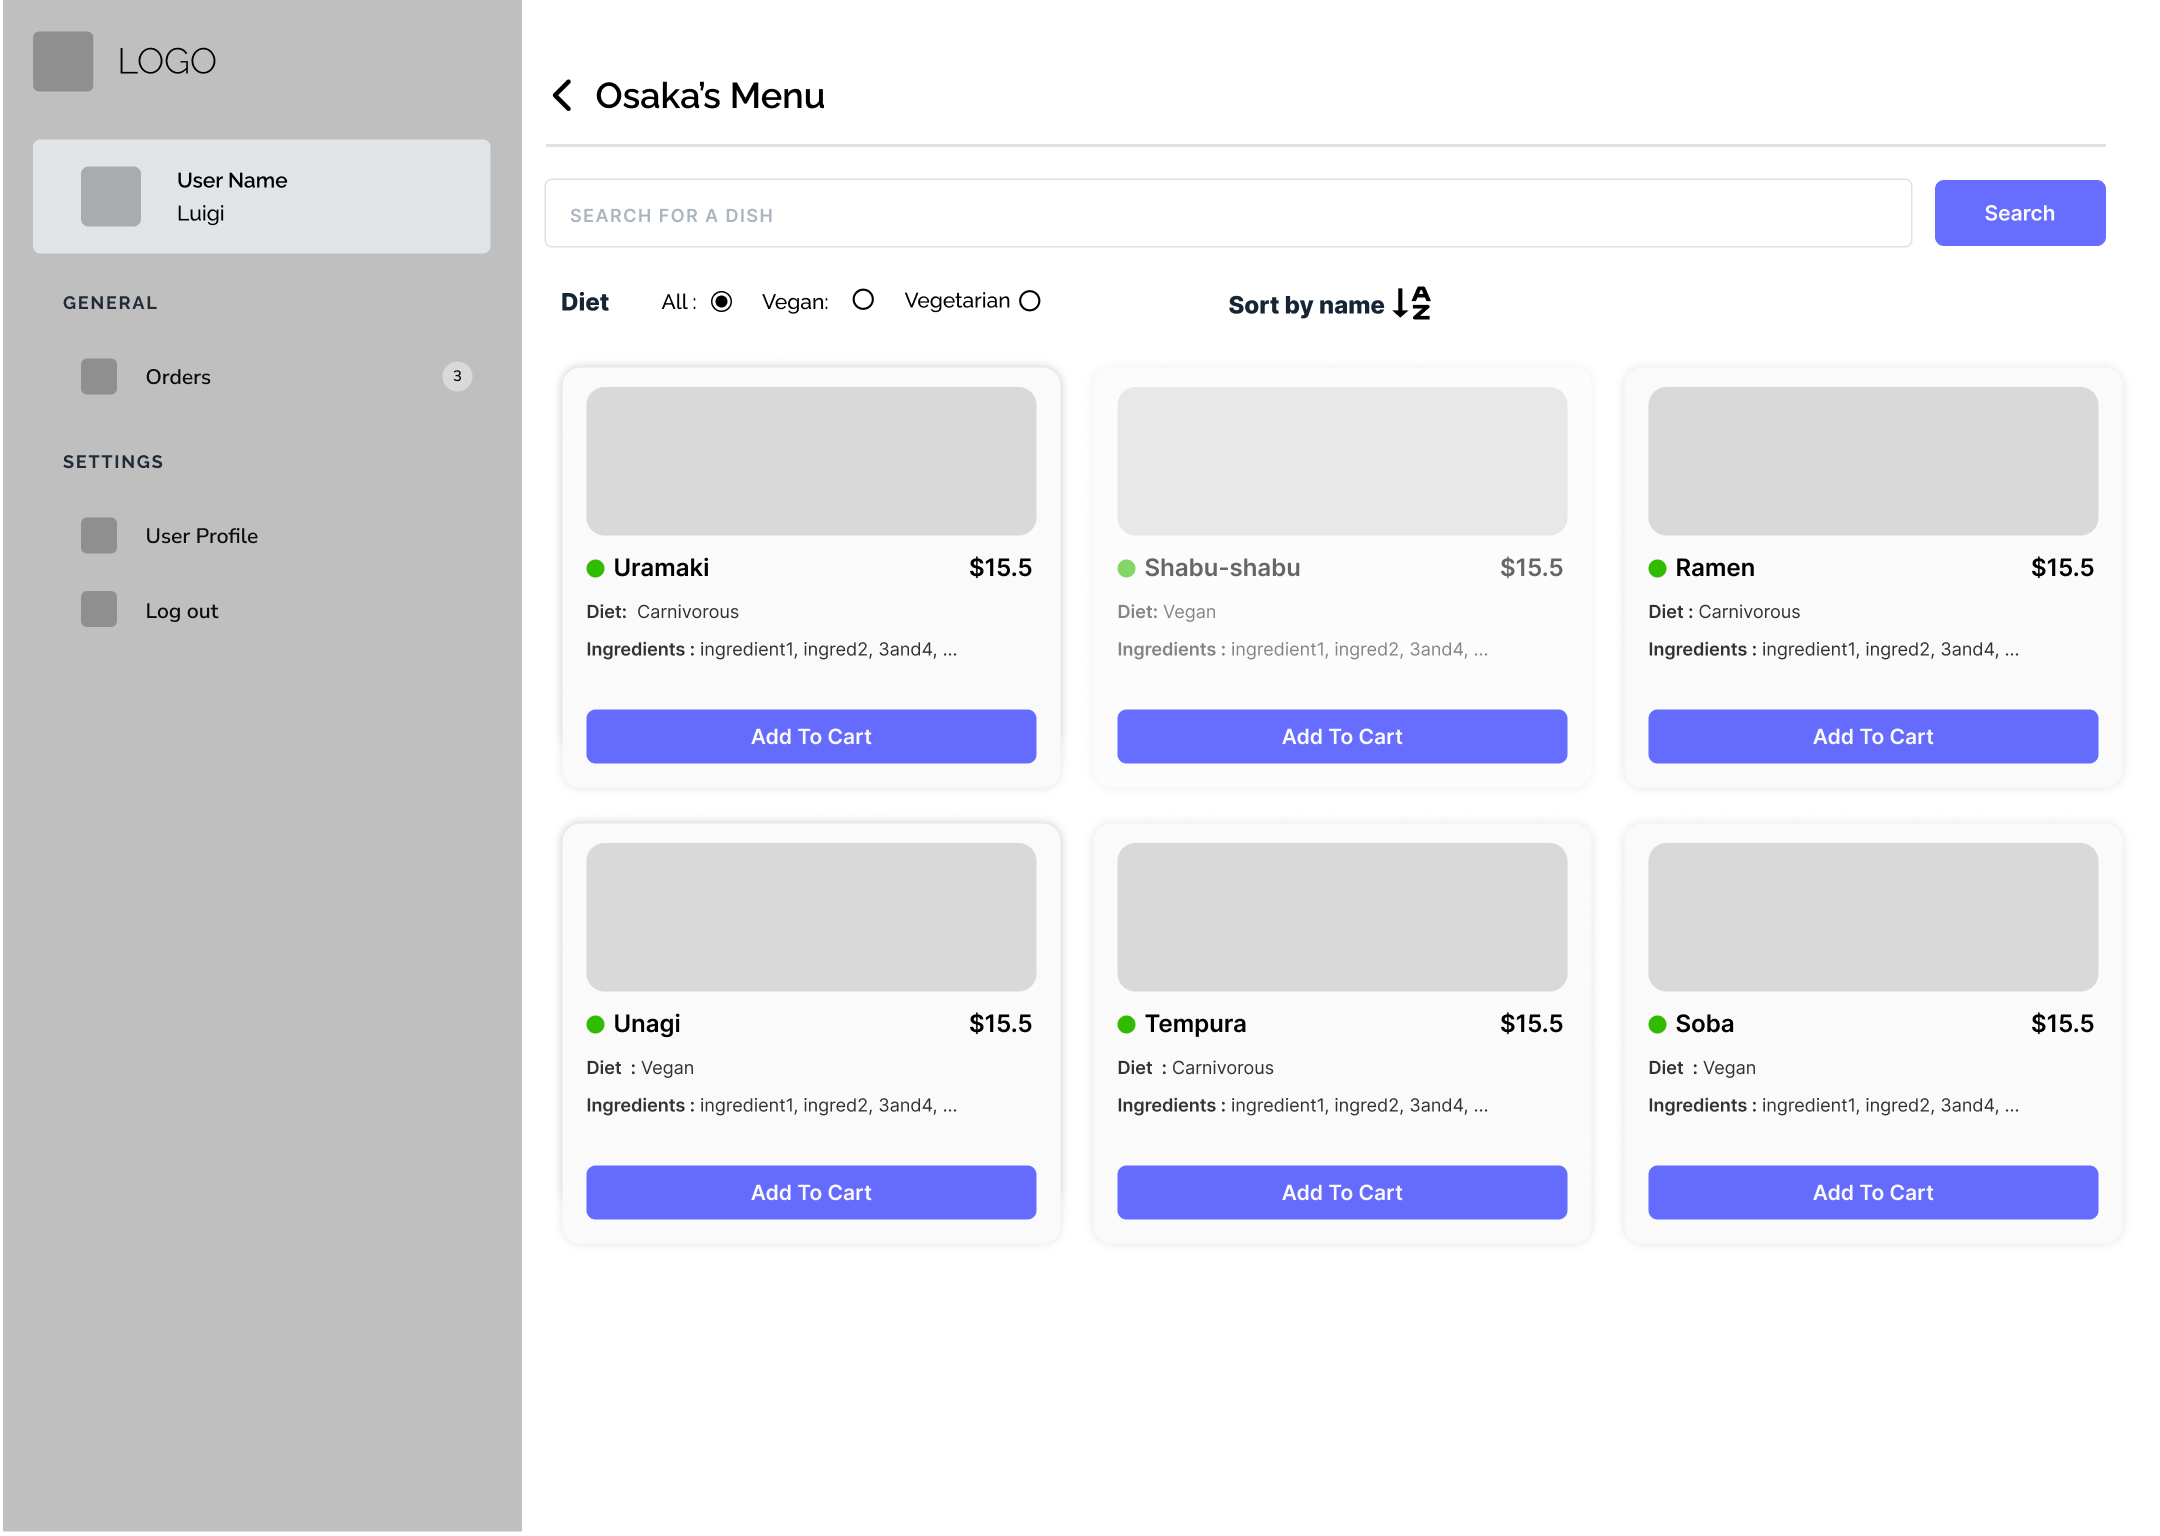 LOGO
User Name
Luigi
GENERAL
Orders
3
SETTINGS
User Profile
Log out
Osaka’s Menu
SEARCH FOR A DISH
Search
Diet
All :
Vegan:
Vegetarian
Sort by name
A
Z
Uramaki $15.5
Diet: Carnivorous
Ingredients : ingredient1, ingred2, 3and4, ...
Add To Cart
Shabu-shabu $15.5
Diet: Vegan
Ingredients : ingredient1, ingred2, 3and4, ...
Add To Cart
Ramen $15.5
Diet : Carnivorous
Ingredients : ingredient1, ingred2, 3and4, ...
Add To Cart
Unagi $15.5
Diet : Vegan
Ingredients : ingredient1, ingred2, 3and4, ...
Add To Cart
Tempura $15.5
Diet : Carnivorous
Ingredients : ingredient1, ingred2, 3and4, ...
Add To Cart
Soba $15.5
Diet : Vegan
Ingredients : ingredient1, ingred2, 3and4, ...
Add To Cart